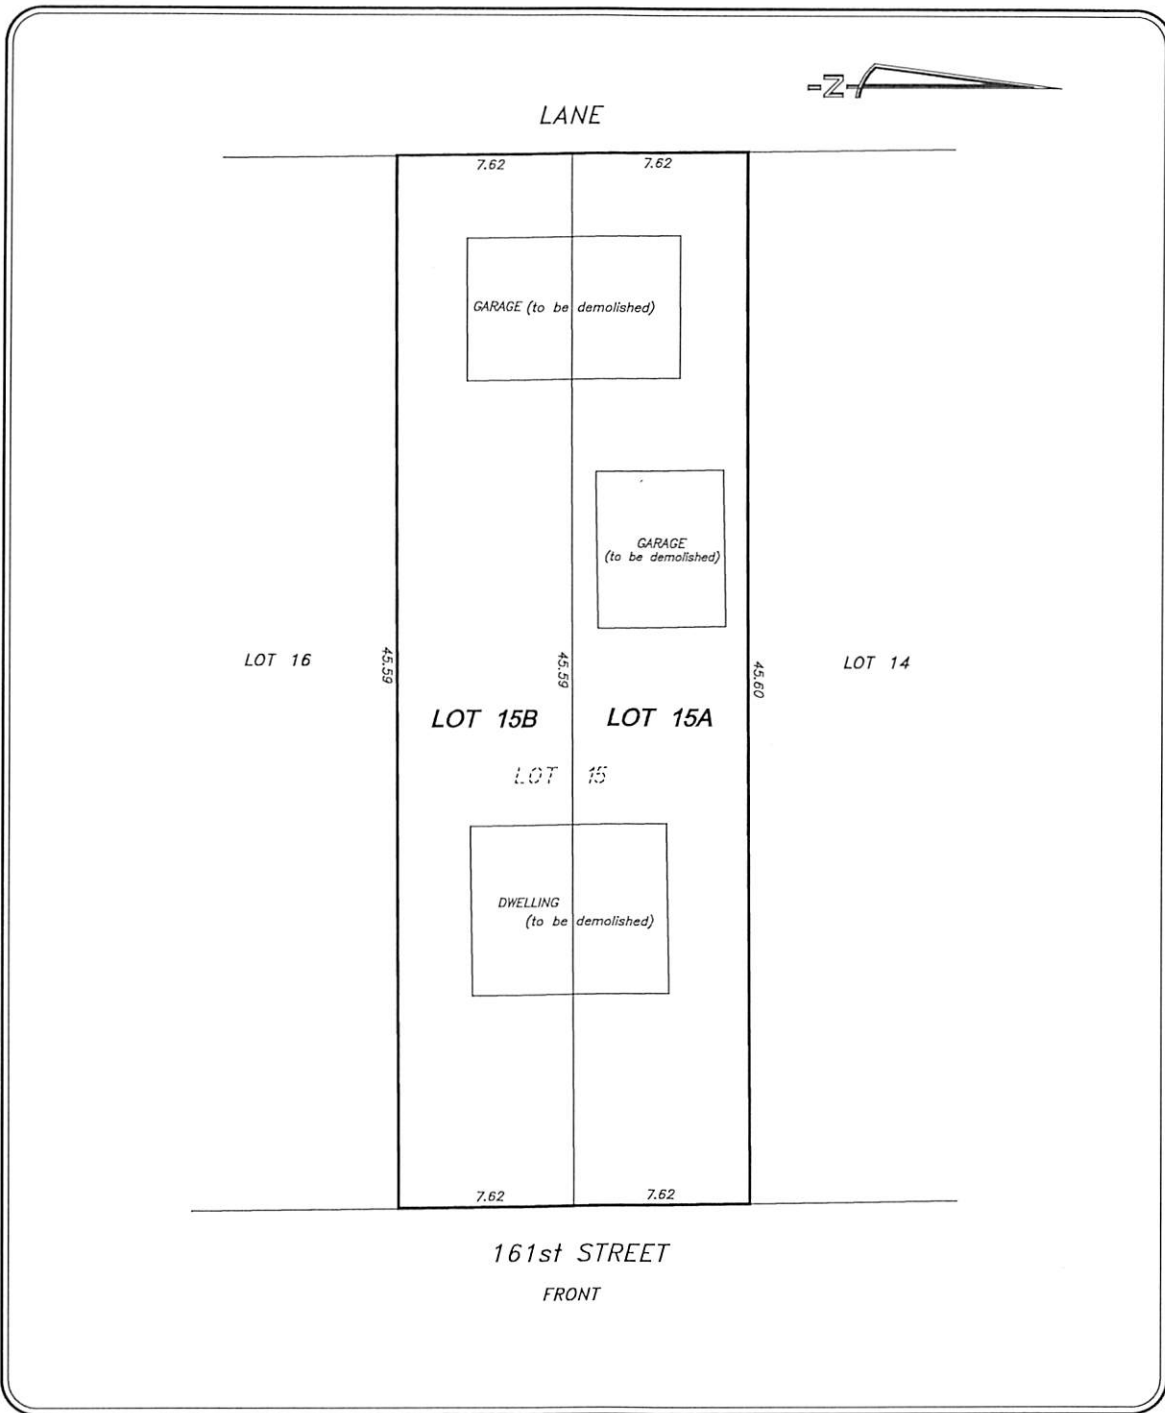 -N-
LANE
7.62
7.62
GARAGE (to be demolished)
GARAGE
(to be demolished)
LOT 16
45.59
45.59
45.60
LOT 14
LOT 15B
LOT 15A
LOT 15
DWELLING
(to be demolished)
7.62
7.62
161st STREET
FRONT